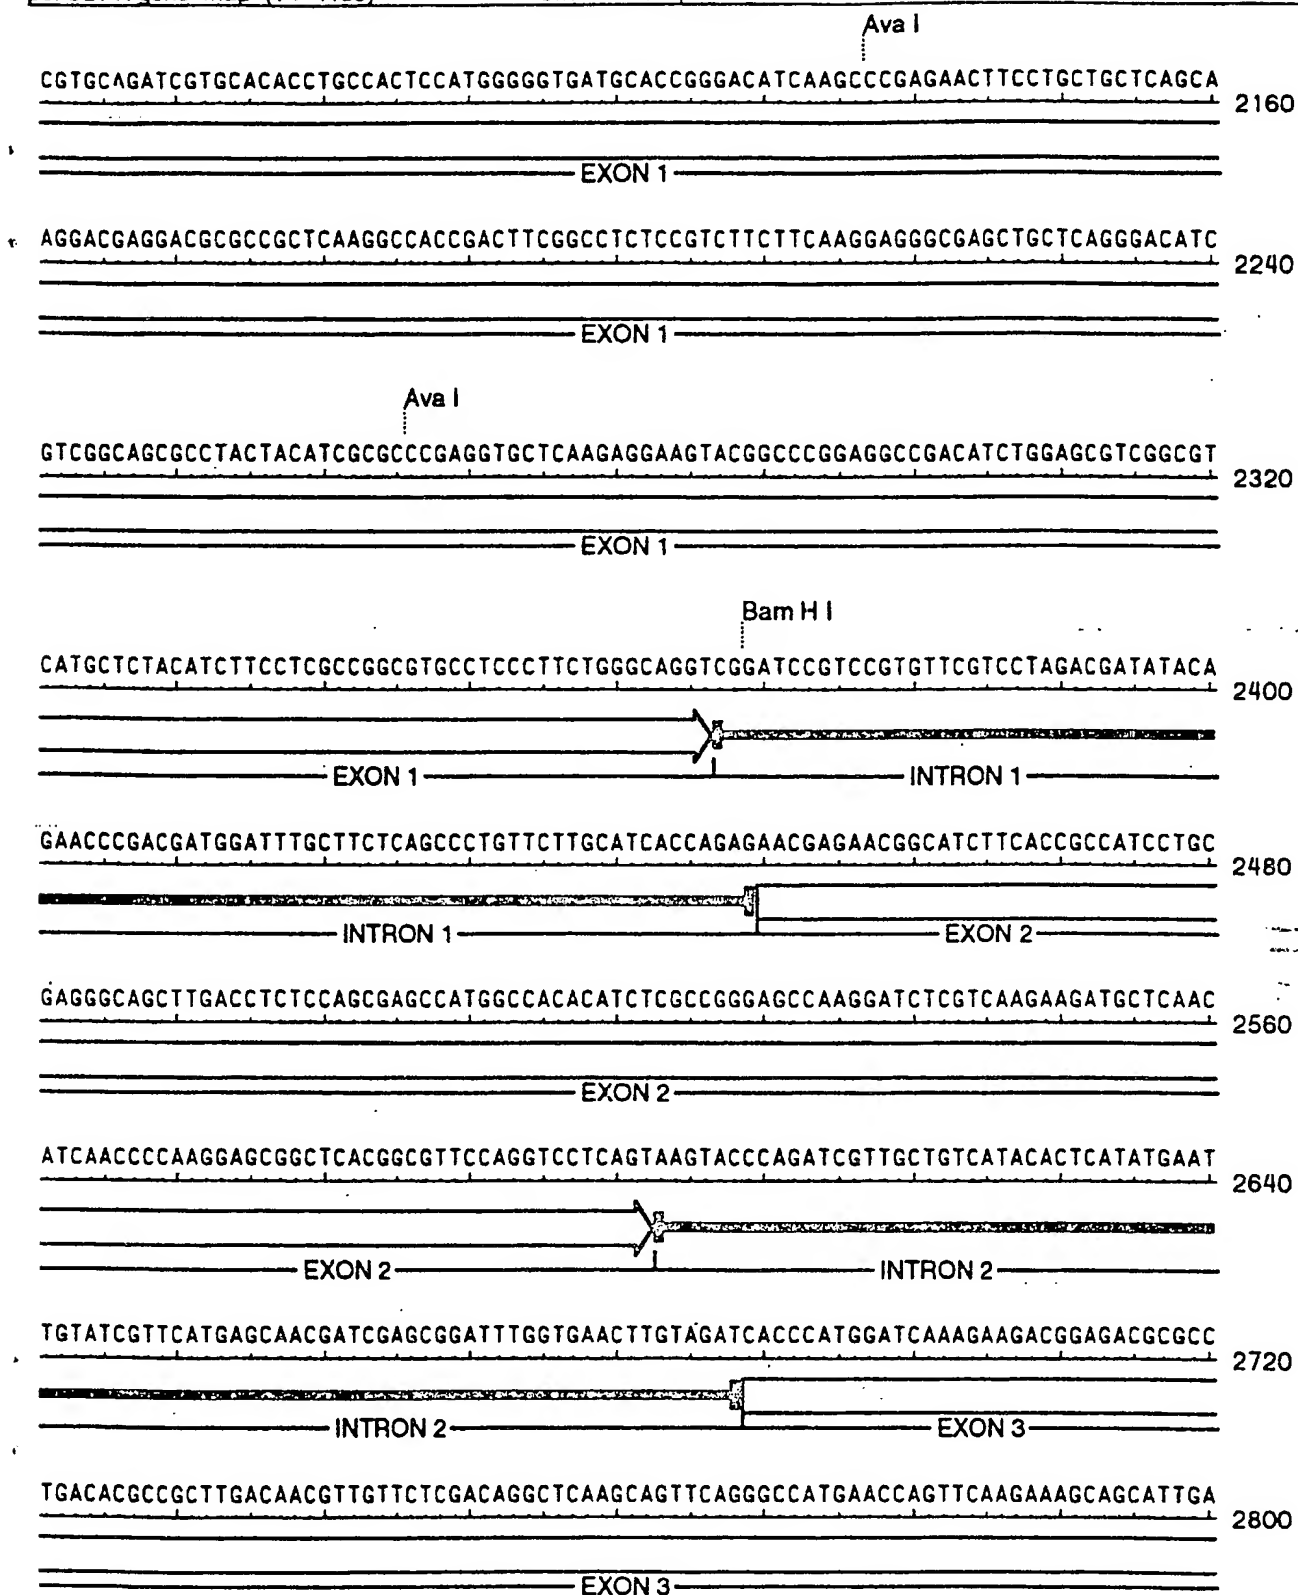 Ava I
CGTGCAGATCGTGCACACCTGCCACTCCATGGGGGTGATGCACCGGGACATCAAGCCCGAGAACTTCCTGCTGCTCAGCA
2160
EXON 1
AGGACGAGGACGCGCCGCTCAAGGCCACCGACTTCGGCCTCTCCGTCTTCTTCAAGGAGGGCGAGCTGCTCAGGGACATC
2240
EXON 1
Ava I
GTCGGCAGCGCCTACTACATCGCGCCCGAGGTGCTCAAGAGGAAGTACGGCCCGGAGGCCGACATCTGGAGCGTCGGCGT
2320
EXON 1
Bam H I
CATGCTCTACATCTTCCTCGCCGGCGTGCCTCCCTTCTGGGCAGGTCGGATCCGTCCGTGTTCGTCCTAGACGATATACA
2400
EXON 1 INTRON 1
GAACCCGACGATGGATTTGCTTCTCAGCCCTGTTCTTGCATCACCAGAGAACGAGAACGGCATCTTCACCGCCATCCTGC
2480
INTRON 1 EXON 2
GAGGGCAGCTTGACCTCTCCAGCGAGCCATGGCCACACATCTCGCCGGGAGCCAAGGATCTCGTCAAGAAGATGCTCAAC
2560
EXON 2
ATCAACCCCAAGGAGCGGCTCACGGCGTTCCAGGTCCTCAGTAAGTACCCAGATCGTTGCTGTCATACACTCATATGAAT
2640
EXON 2 INTRON 2
TGTATCGTTCATGAGCAACGATCGAGCGGATTTGGTGAACTTGTAGATCACCCATGGATCAAAGAAGACGGAGACGCGCC
2720
INTRON 2 EXON 3
TGACACGCCGCTTGACAACGTTGTTCTCGACAGGCTCAAGCAGTTCAGGGCCATGAACCAGTTCAAGAAAGCAGCATTGA
2800
EXON 3